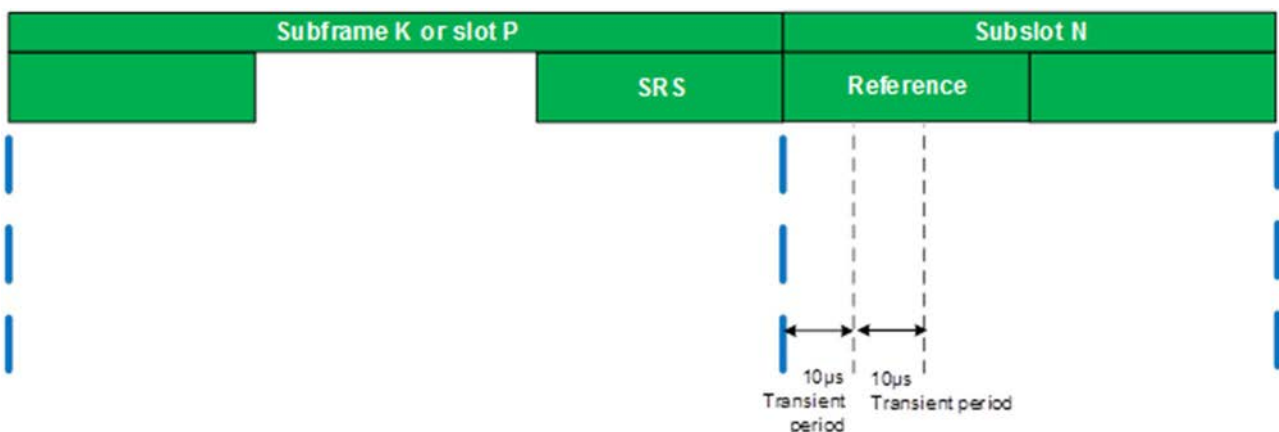 Subframe K or slot P
Subslot N
SRS
Reference
10µs
Transient
period
10µs
Transient period